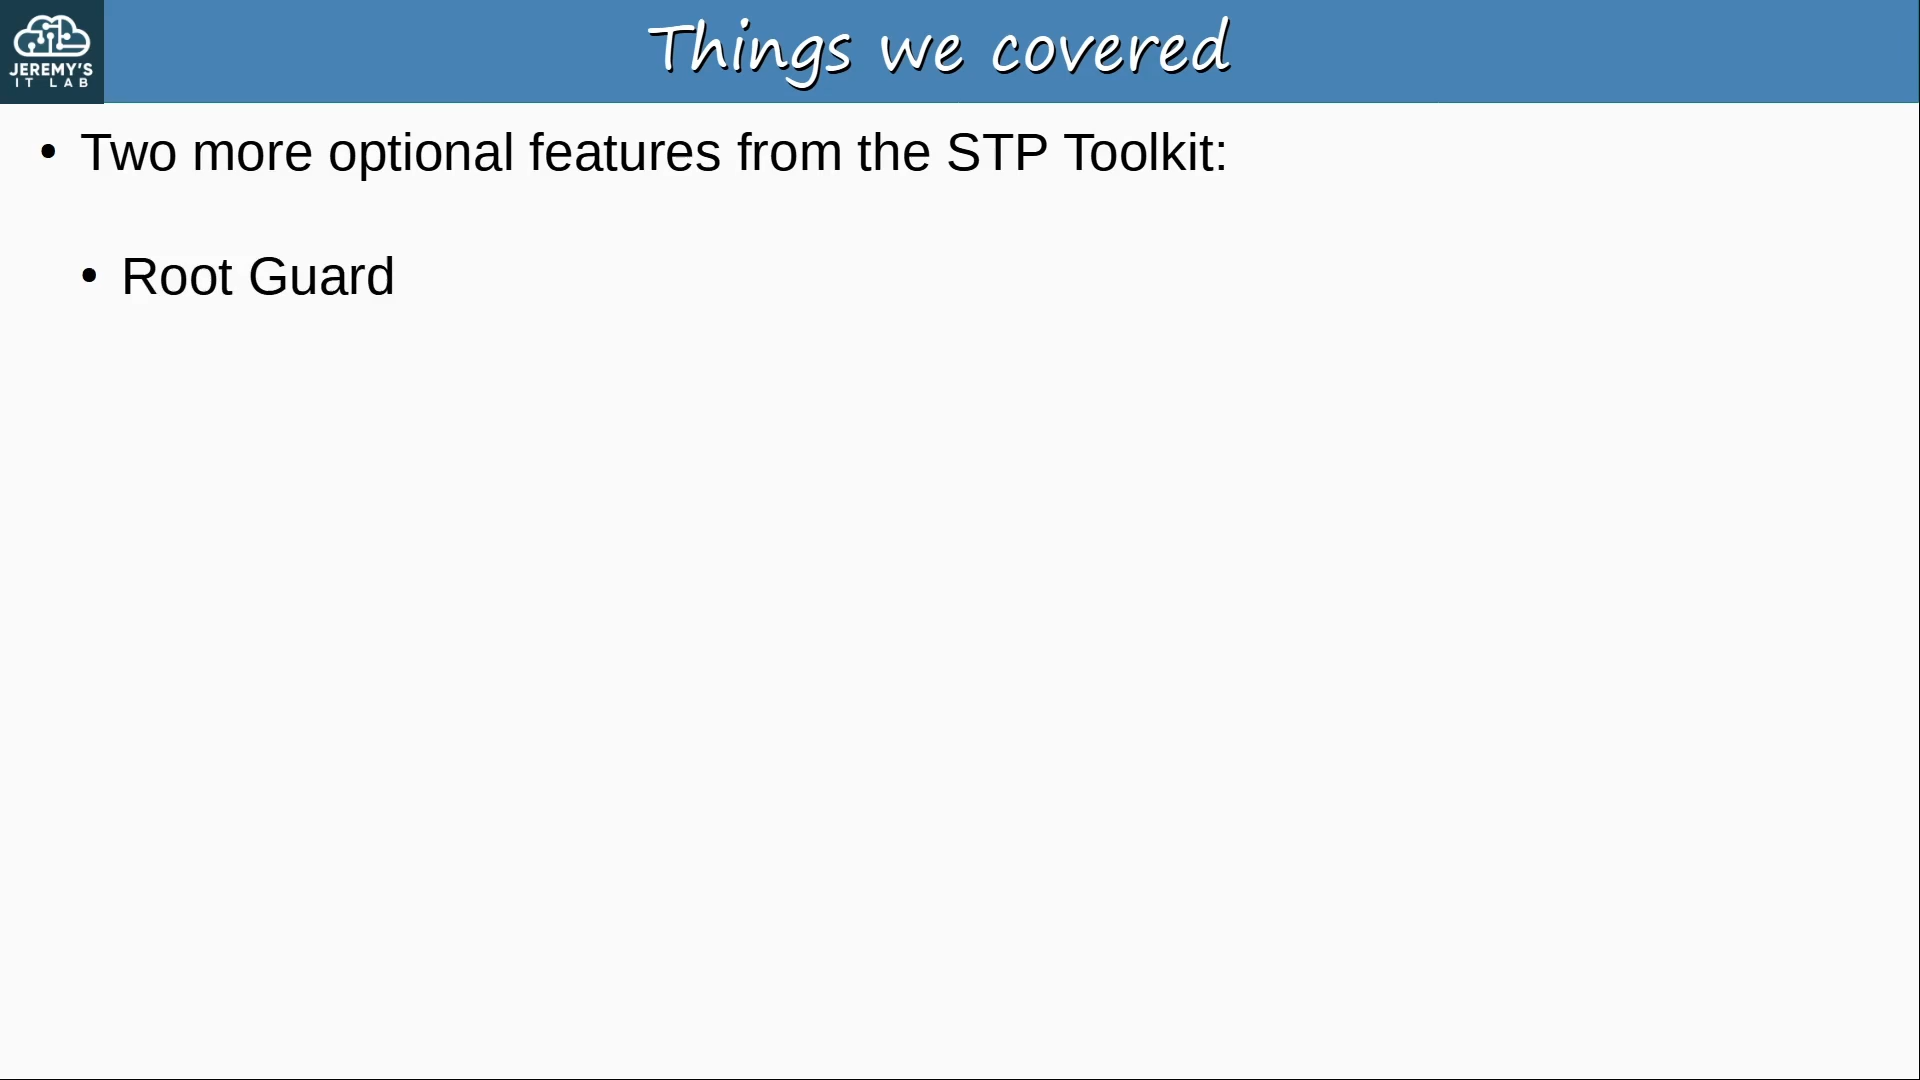 JEREMY'S
IT LAB
Things we covered
• Two more optional features from the STP Toolkit:
• Root Guard